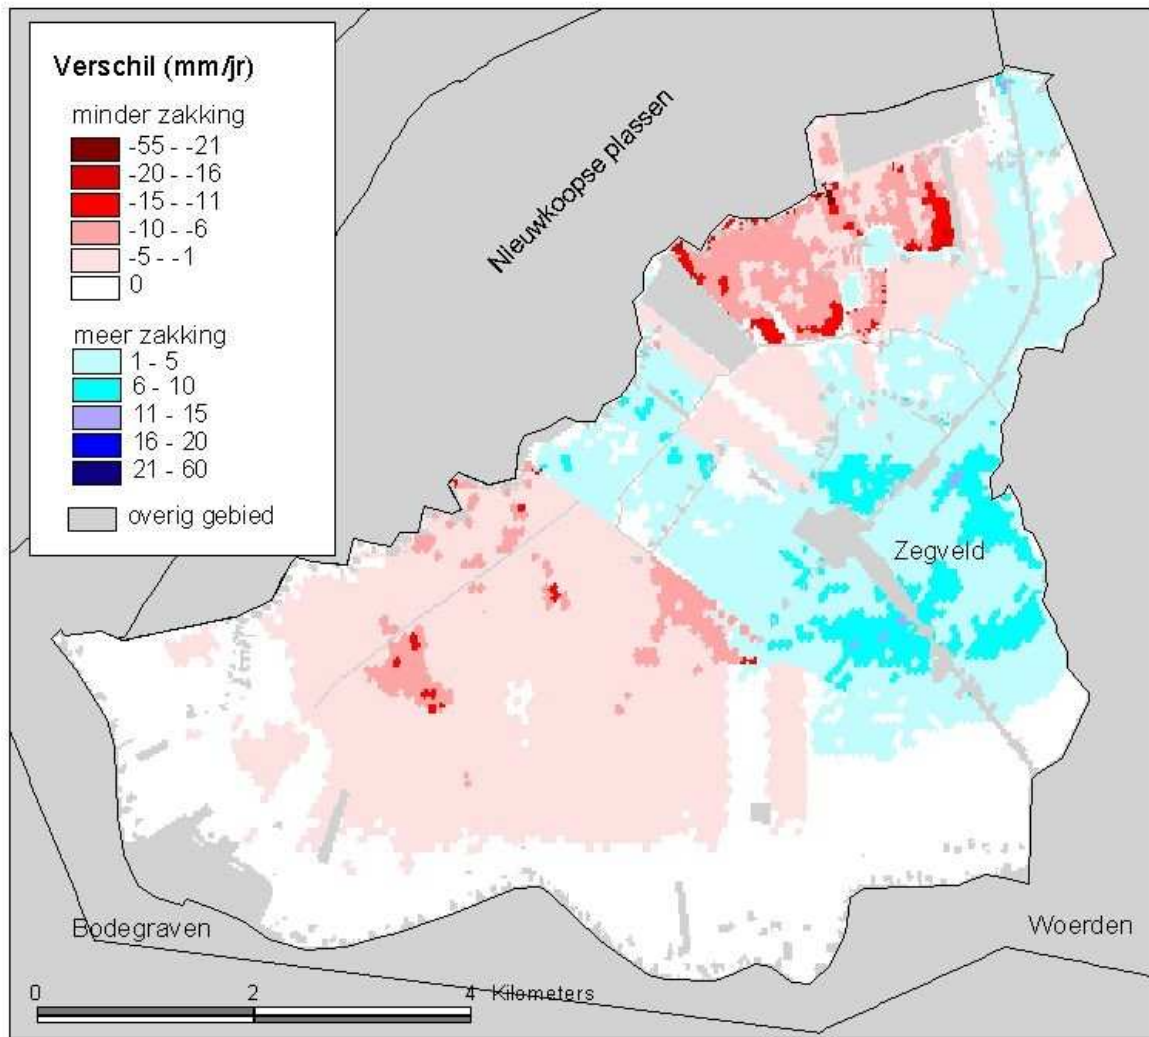 Verschil (mm/jr)
minder zakking
-55 - -21
-20 - -16
-15 - -11
-10 - -6
-5 - -1
0
meer zakking
1 - 5
6 - 10
11 - 15
16 - 20
21 - 60
overig gebied
Nieuwkoopse plassen
Zegveld
Bodegraven
Woerden
0 2 4 Kilometers